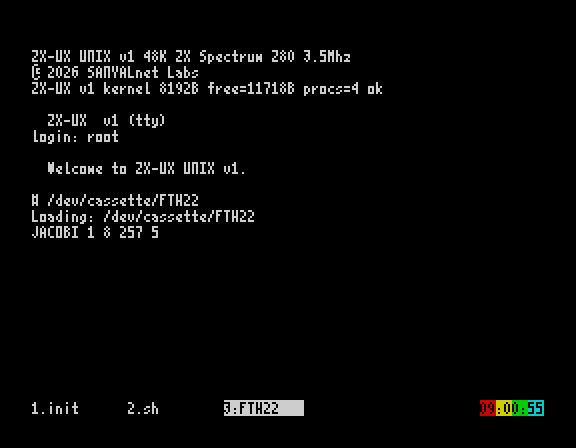 ZX-UX UNIX v1 48K ZX Spectrum Z80 3.5Mhz
© 2026 SANYALnet Labs
ZX-UX v1 kernel 8192B free=11718B procs=4 ok
ZX-UX v1 (tty)
login: root
Welcome to ZX-UX UNIX v1.
# /dev/cassette/FTH22
Loading: /dev/cassette/FTH22
JACOBI 1 8 257 5
1.init 2.sh 3.FTH22 09:00:55